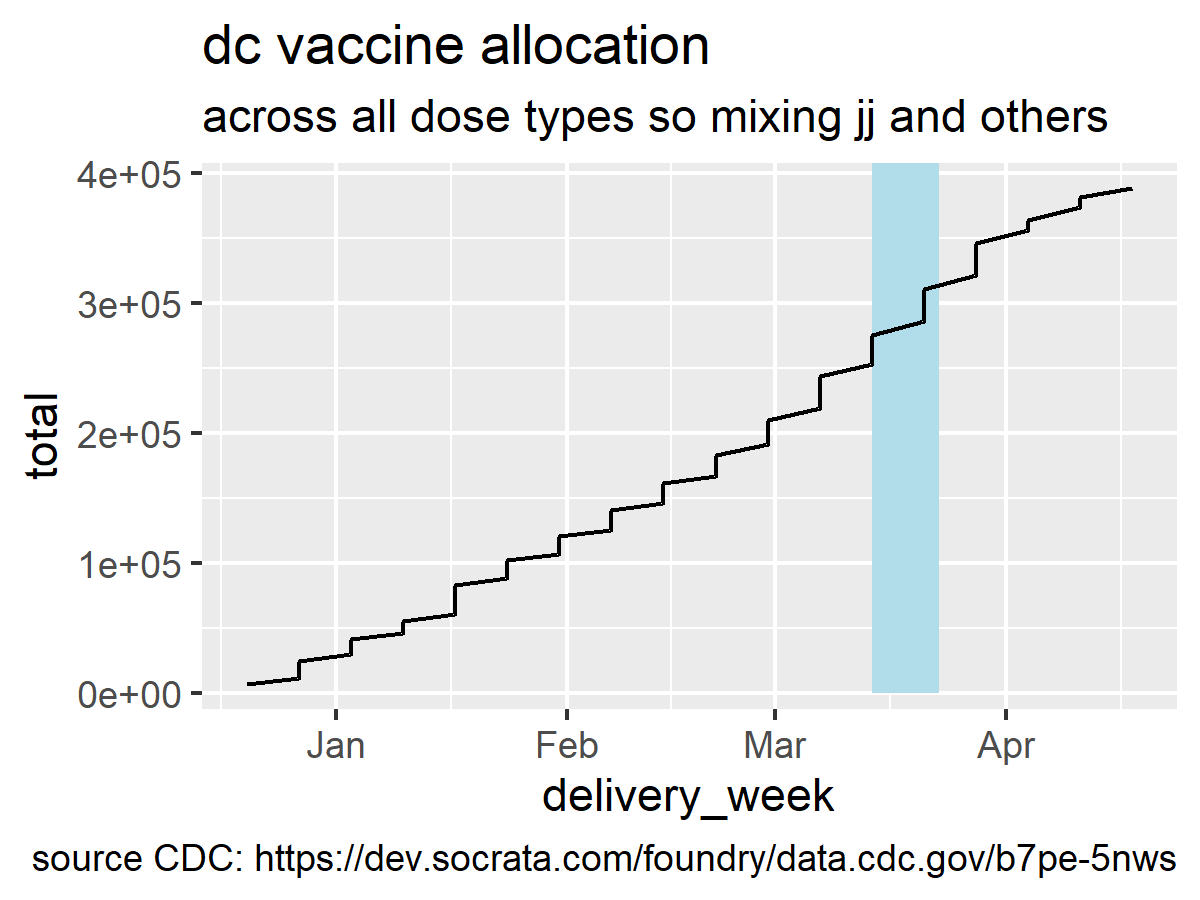 dc vaccine allocation
across all dose types so mixing jj and others
total
4e+05
3e+05
2e+05
1e+05
0e+00
Jan Feb Mar Apr
delivery_week
source CDC: https://dev.socrata.com/foundry/data.cdc.gov/b7pe-5nws